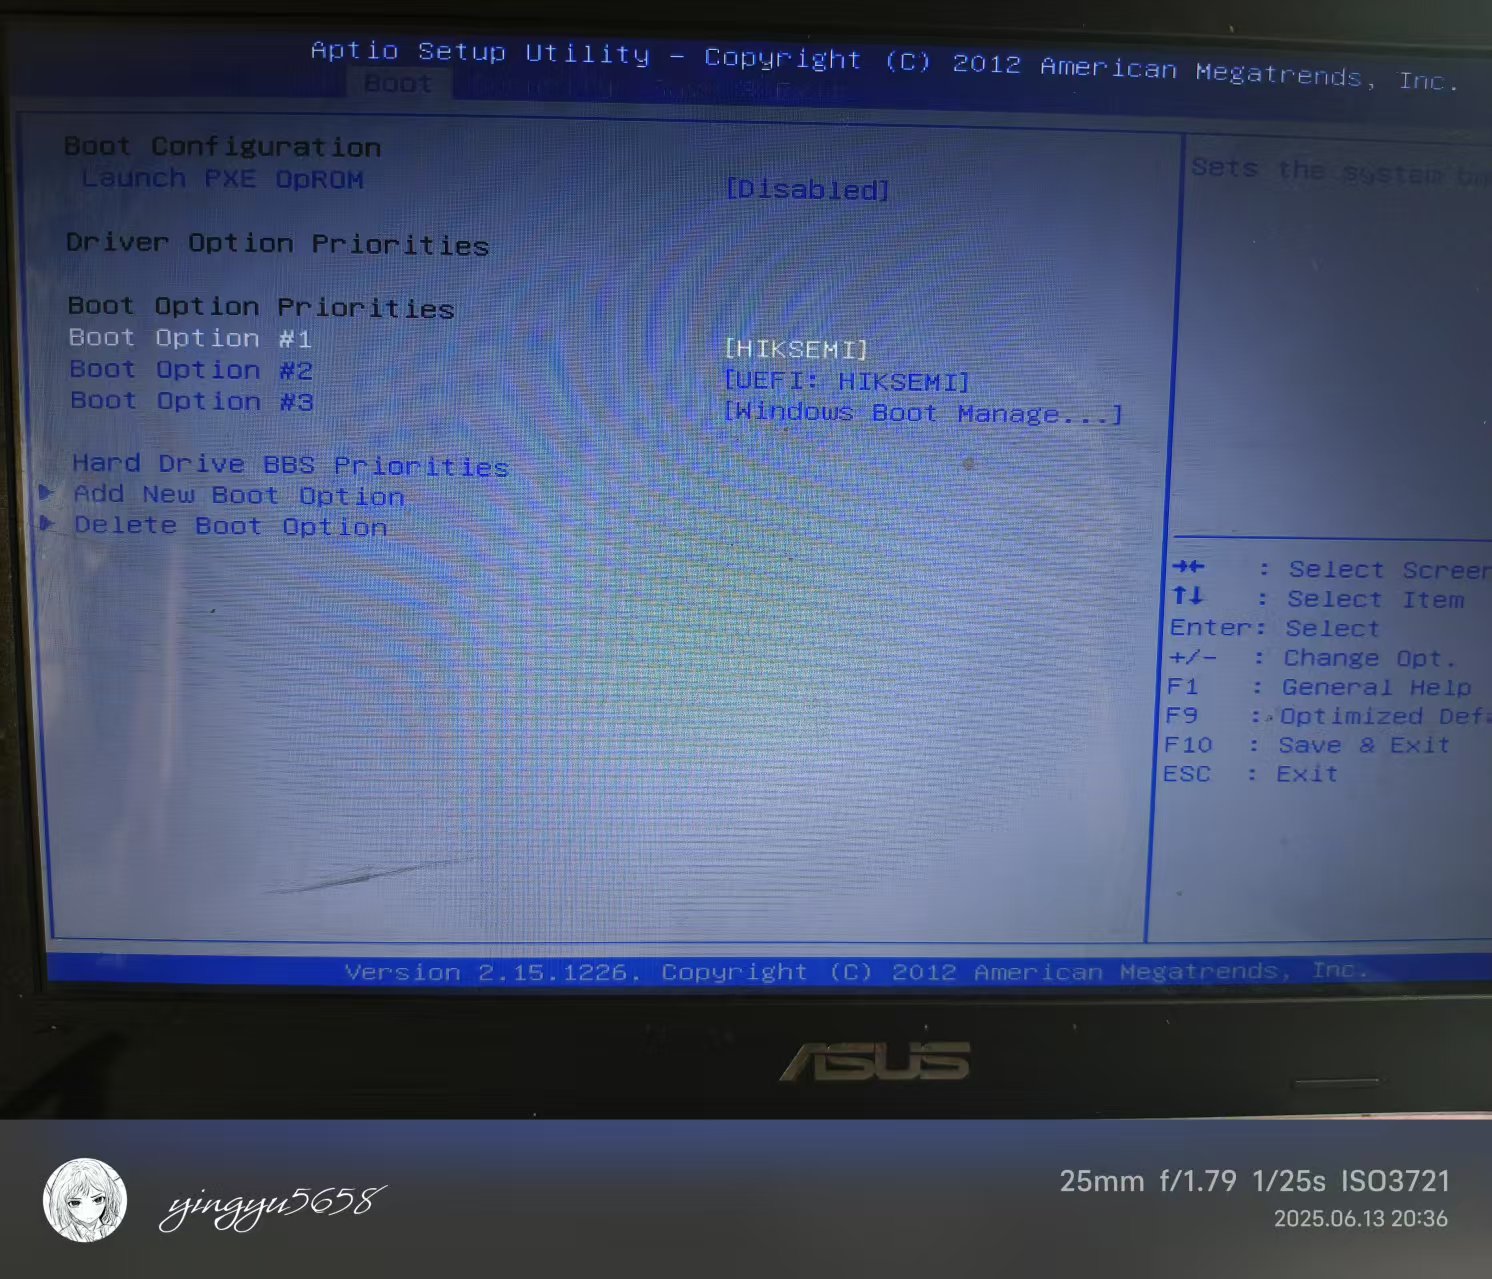 Aptio Setup Utility – Copyright (C) 2012 American Megatrends, Inc.
Boot
Boot Configuration
Launch PXE OpROM [Disabled]
Driver Option Priorities
Boot Option Priorities
Boot Option #1 [HIKSEMI]
Boot Option #2 [UEFI: HIKSEMI]
Boot Option #3 [Windows Boot Manage...]
Hard Drive BBS Priorities
Add New Boot Option
Delete Boot Option
Sets the system
→← : Select Screen
↑↓ : Select Item
Enter: Select
+/– : Change Opt.
F1 : General Help
F9 : Optimized
F10 : Save & Exit
ESC : Exit
Version 2.15.1226. Copyright (C) 2012 American Megatrends, Inc.
ASUS
yingyu5658
25mm f/1.79 1/25s ISO3721
2025.06.13 20:36